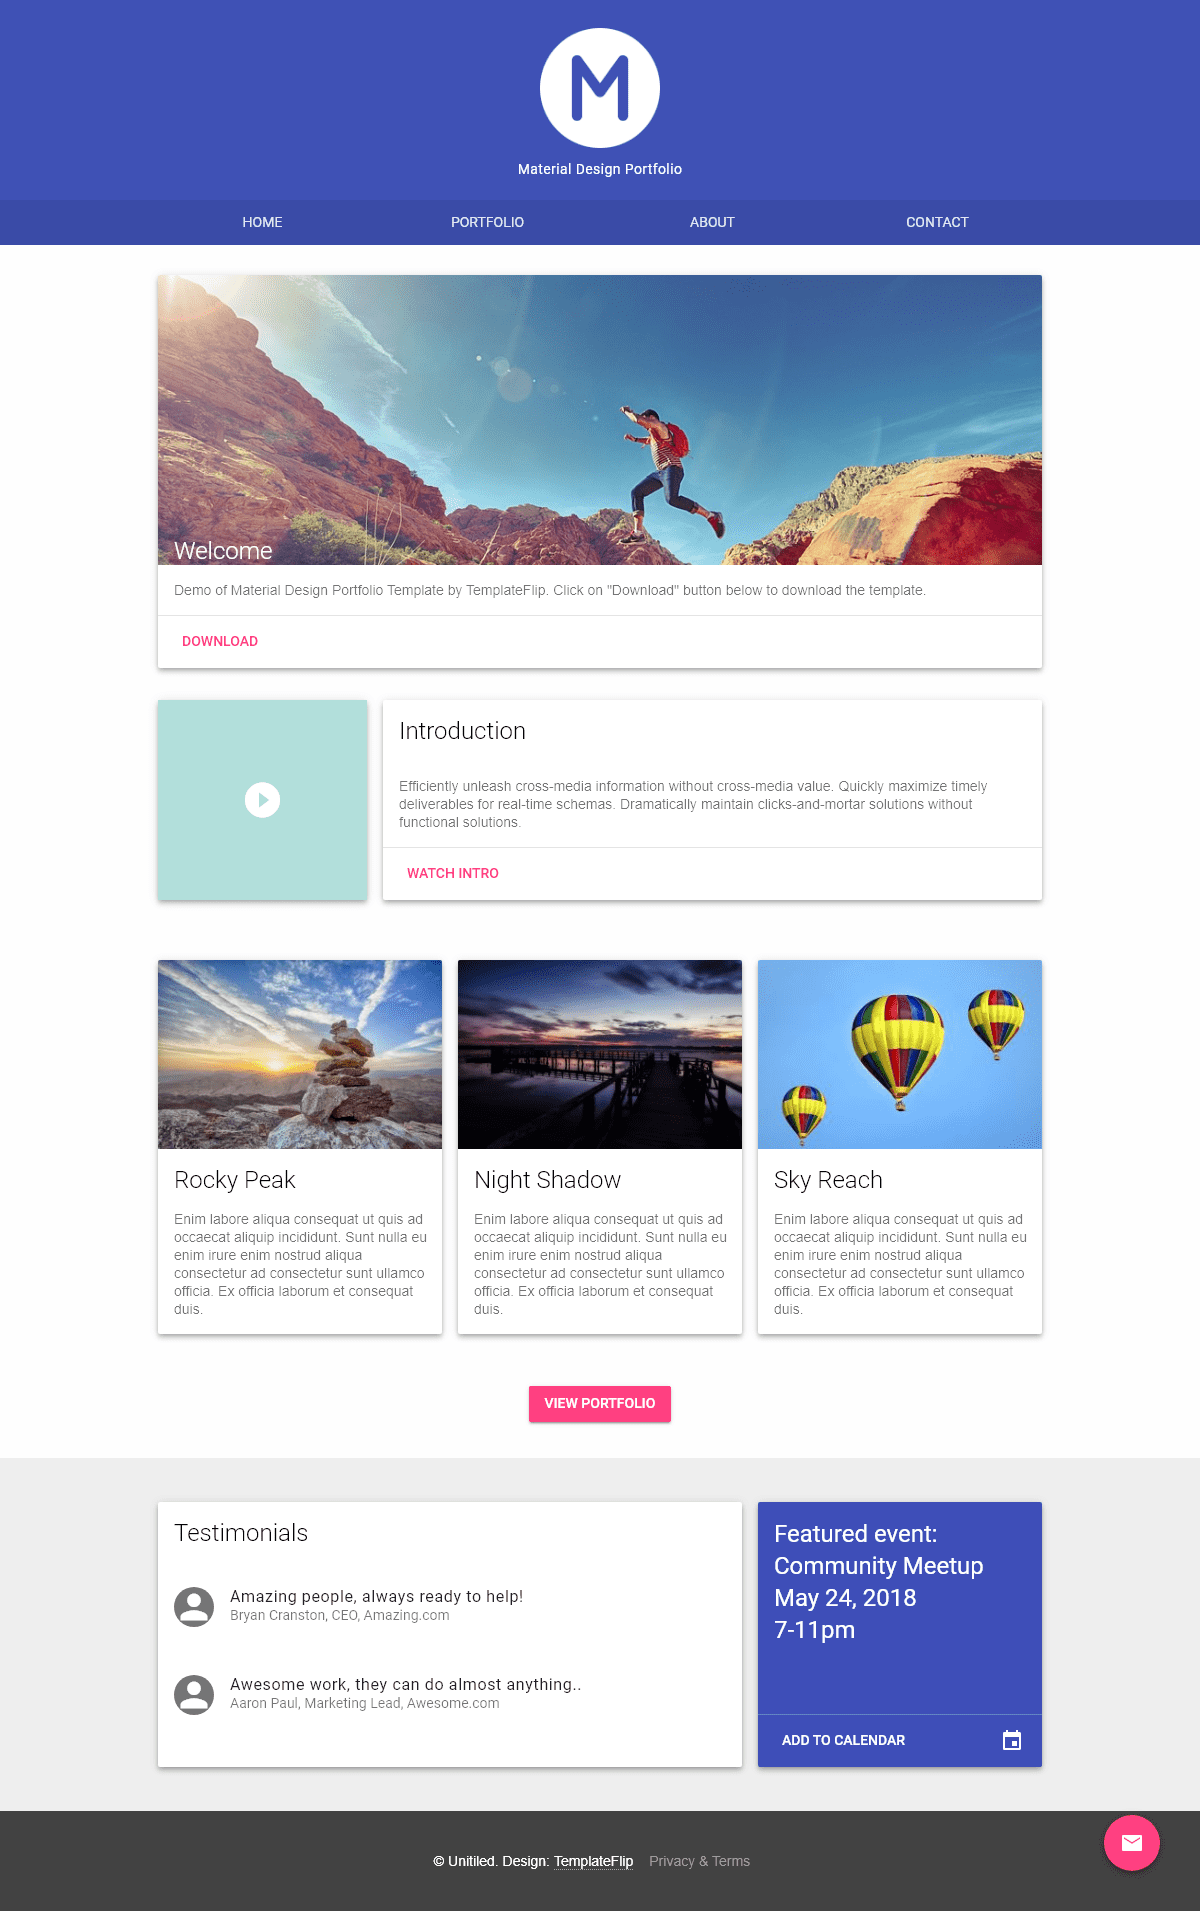 M
Material Design Portfolio
HOME PORTFOLIO ABOUT CONTACT
Welcome
Demo of Material Design Portfolio Template by TemplateFlip. Click on "Download" button below to download the template.
DOWNLOAD
Introduction
Efficiently unleash cross-media information without cross-media value. Quickly maximize timely
deliverables for real-time schemas. Dramatically maintain clicks-and-mortar solutions without
functional solutions.
WATCH INTRO
Rocky Peak
Enim labore aliqua consequat ut quis ad
occaecat aliquip incididunt. Sunt nulla eu
enim irure enim nostrud aliqua
consectetur ad consectetur sunt ullamco
officia. Ex officia laborum et consequat
duis.
Night Shadow
Enim labore aliqua consequat ut quis ad
occaecat aliquip incididunt. Sunt nulla eu
enim irure enim nostrud aliqua
consectetur ad consectetur sunt ullamco
officia. Ex officia laborum et consequat
duis.
Sky Reach
Enim labore aliqua consequat ut quis ad
occaecat aliquip incididunt. Sunt nulla eu
enim irure enim nostrud aliqua
consectetur ad consectetur sunt ullamco
officia. Ex officia laborum et consequat
duis.
VIEW PORTFOLIO
Testimonials
Amazing people, always ready to help!
Bryan Cranston, CEO, Amazing.com
Awesome work, they can do almost anything..
Aaron Paul, Marketing Lead, Awesome.com
Featured event:
Community Meetup
May 24, 2018
7-11pm
ADD TO CALENDAR
© Unitiled. Design: TemplateFlip Privacy & Terms